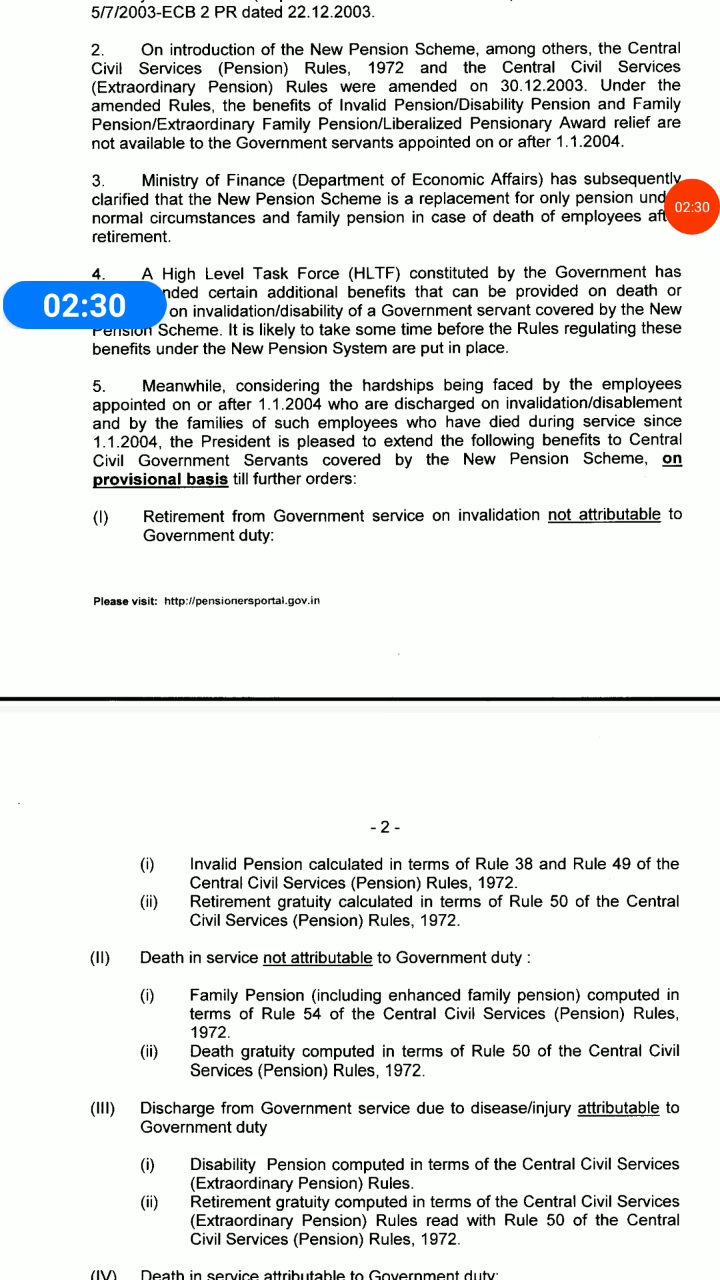 5/7/2003-ECB 2 PR dated 22.12.2003.
2. On introduction of the New Pension Scheme, among others, the Central
Civil Services (Pension) Rules, 1972 and the Central Civil Services
(Extraordinary Pension) Rules were amended on 30.12.2003. Under the
amended Rules, the benefits of Invalid Pension/Disability Pension and Family
Pension/Extraordinary Family Pension/Liberalized Pensionary Award relief are
not available to the Government servants appointed on or after 1.1.2004.
3. Ministry of Finance (Department of Economic Affairs) has subsequently
clarified that the New Pension Scheme is a replacement for only pension und
02:30
normal circumstances and family pension in case of death of employees aft
retirement.
4. A High Level Task Force (HLTF) constituted by the Government has
nded certain additional benefits that can be provided on death or
02:30
on invalidation/disability of a Government servant covered by the New
Pension Scheme. It is likely to take some time before the Rules regulating these
benefits under the New Pension System are put in place.
5. Meanwhile, considering the hardships being faced by the employees
appointed on or after 1.1.2004 who are discharged on invalidation/disablement
and by the families of such employees who have died during service since
1.1.2004, the President is pleased to extend the following benefits to Central
Civil Government Servants covered by the New Pension Scheme, on
provisional basis till further orders:
(I) Retirement from Government service on invalidation not attributable to
Government duty:
Please visit: http://pensionersportal.gov.in
- 2 -
(i) Invalid Pension calculated in terms of Rule 38 and Rule 49 of the
Central Civil Services (Pension) Rules, 1972.
(ii) Retirement gratuity calculated in terms of Rule 50 of the Central
Civil Services (Pension) Rules, 1972.
(II) Death in service not attributable to Government duty :
(i) Family Pension (including enhanced family pension) computed in
terms of Rule 54 of the Central Civil Services (Pension) Rules,
1972.
(ii) Death gratuity computed in terms of Rule 50 of the Central Civil
Services (Pension) Rules, 1972.
(III) Discharge from Government service due to disease/injury attributable to
Government duty
(i) Disability Pension computed in terms of the Central Civil Services
(Extraordinary Pension) Rules.
(ii) Retirement gratuity computed in terms of the Central Civil Services
(Extraordinary Pension) Rules read with Rule 50 of the Central
Civil Services (Pension) Rules, 1972.
(IV) Death in service attributable to Government duty: